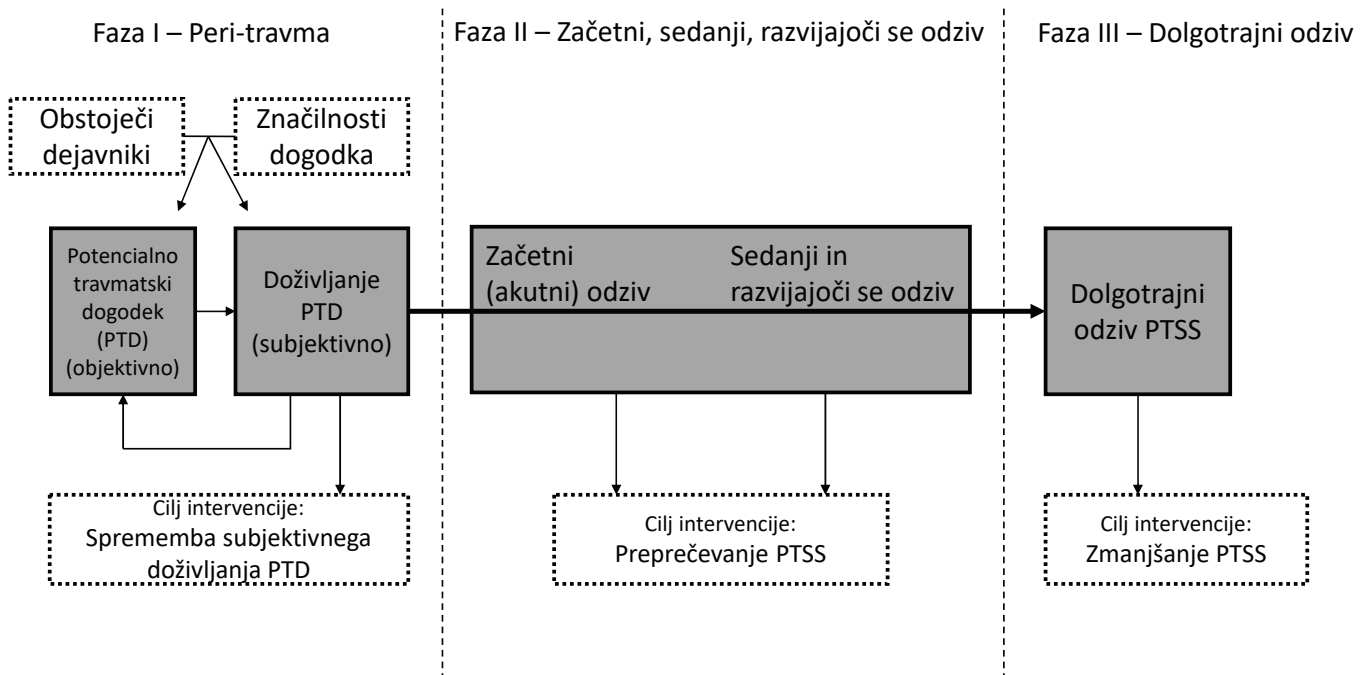 Faza I – Peri-travma
Faza II – Začetni, sedanji, razvijajoči se odziv
Faza III – Dolgotrajni odziv
Obstoječi
dejavniki
Značilnosti
dogodka
Potencialno
travmatski
dogodek
(PTD)
(objektivno)
Doživljanje
PTD
(subjektivno)
Začetni
(akutni) odziv
Sedanji in
razvijajoči se odziv
Dolgotrajni
odziv PTSS
Cilj intervencije:
Sprememba subjektivnega
doživljanja PTD
Cilj intervencije:
Preprečevanje PTSS
Cilj intervencije:
Zmanjšanje PTSS